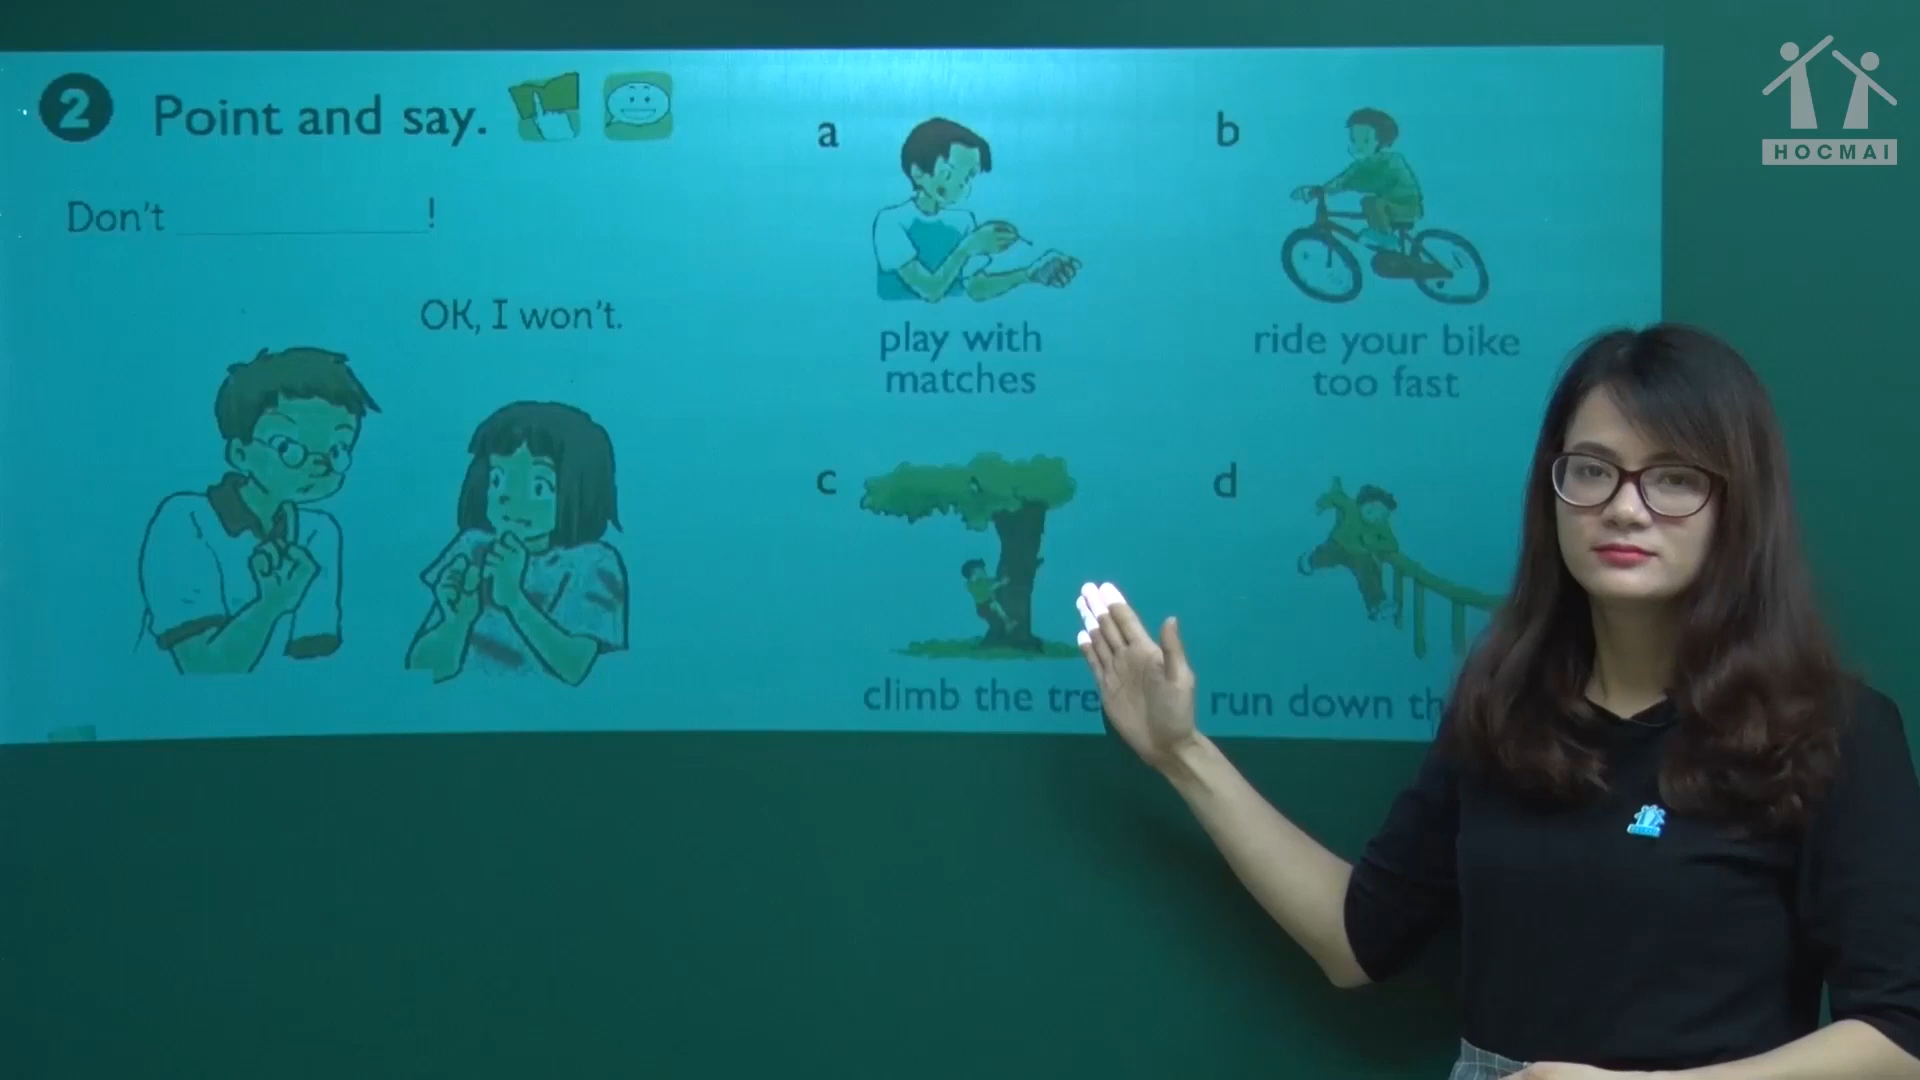 2 Point and say.
Don't ____________!
OK, I won't.
a
play with
matches
b
ride your bike
too fast
c
climb the
d
run down
HOCMAI